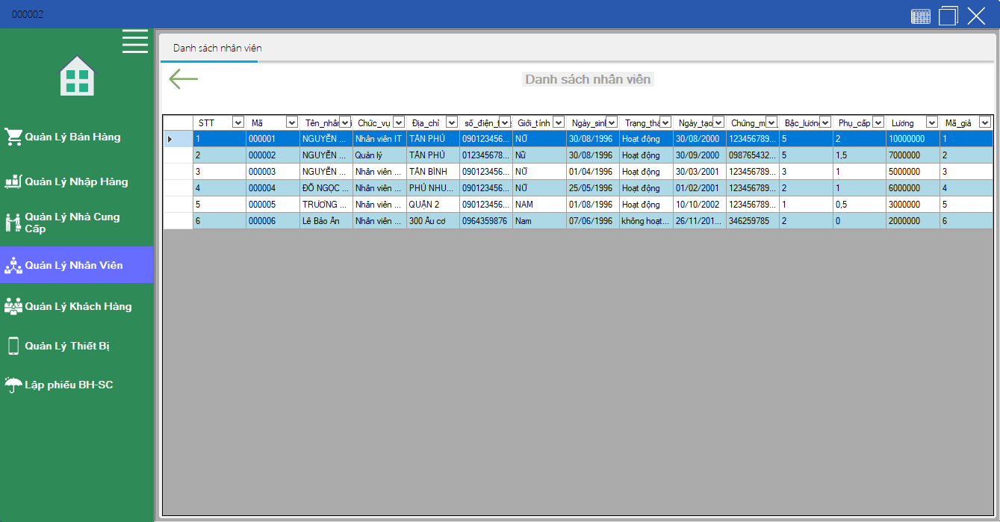 000002
Danh sách nhân viên
Danh sách nhân viên
Quản Lý Bán Hàng
Quản Lý Nhập Hàng
Quản Lý Nhà Cung
Cấp
Quản Lý Nhân Viên
Quản Lý Khách Hàng
Quản Lý Thiết Bị
Lập phiếu BH-SC
STT Mã Tên_nhân Chức_vụ Địa_chỉ số_điện_t Giới_tính Ngày_sinl Trạng_thá Ngày_tạo Chứng_m Bậc_lương Phụ_cấp Lương Mã_giả
1 000001 NGUYỄN ... Nhân viên IT TÂN PHÚ 090123456... NỮ 30/08/1996 Hoạt động 30/08/2000 123456789... 5 2 10000000 1
2 000002 NGUYỄN ... Quản lý TÂN PHÚ 012345678... Nữ 30/08/1996 Hoạt động 30/09/2000 098765432... 5 1,5 7000000 2
3 000003 NGUYỄN ... Nhân viên ... TÂN BÌNH 090123456... NỮ 01/04/1996 Hoạt động 30/03/2001 123456789... 3 1 5000000 3
4 000004 ĐỖ NGỌC ... Nhân viên ... PHÚ NHU... 090123456... NỮ 25/05/1996 Hoạt động 01/02/2001 123456789... 2 1 6000000 4
5 000005 TRƯƠNG ... Nhân viên ... QUẬN 2 090123456... NAM 01/08/1996 Hoạt động 10/10/2002 123456789... 1 0,5 3000000 5
6 000006 Lê Bảo Ân Nhân viên ... 300 Âu cơ 0964359876 Nam 07/06/1996 không hoạt... 26/11/201... 346259785 2 0 2000000 6